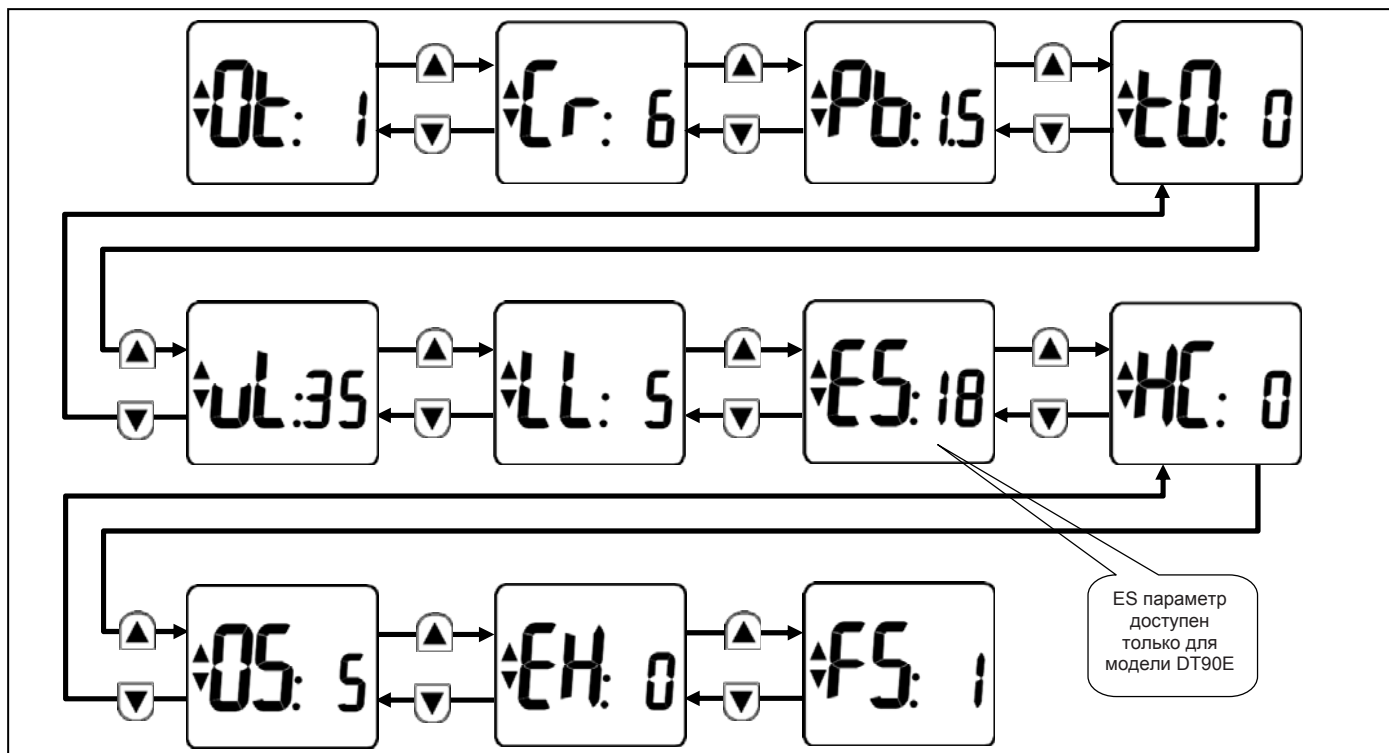 Ot: 1
Cr: 6
Pb:1.5
tO: 0
uL:35
LL: 5
ES:18
HC: 0
ES параметр
доступен
только для
модели DT90E
OS: 5
EH: 0
FS: 1